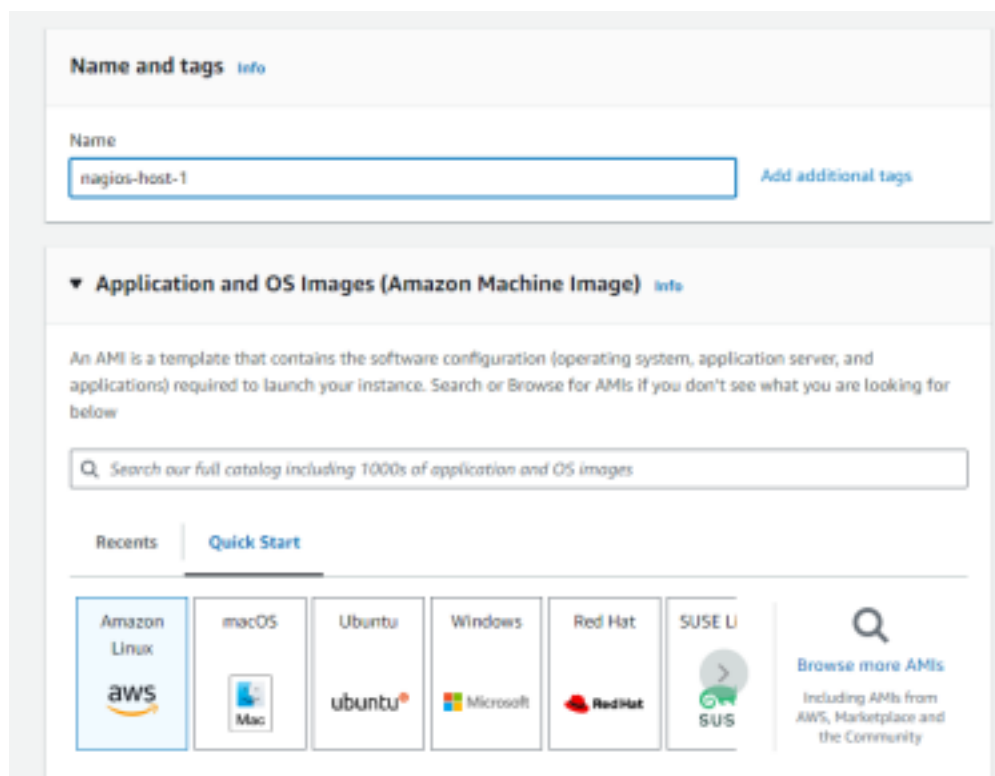 Name and tags Info
Name
nagios-host-1
Add additional tags
▼ Application and OS Images (Amazon Machine Image) Info
An AMI is a template that contains the software configuration (operating system, application server, and
applications) required to launch your instance. Search or Browse for AMIs if you don't see what you are looking for
below
Search our full catalog including 1000s of application and OS images
Recents
Quick Start
Amazon
Linux
aws
macOS
Mac
Ubuntu
ubuntu
Windows
Microsoft
Red Hat
RedHat
SUSE Li
SUS
Browse more AMIs
Including AMIs from
AWS, Marketplace and
the Community